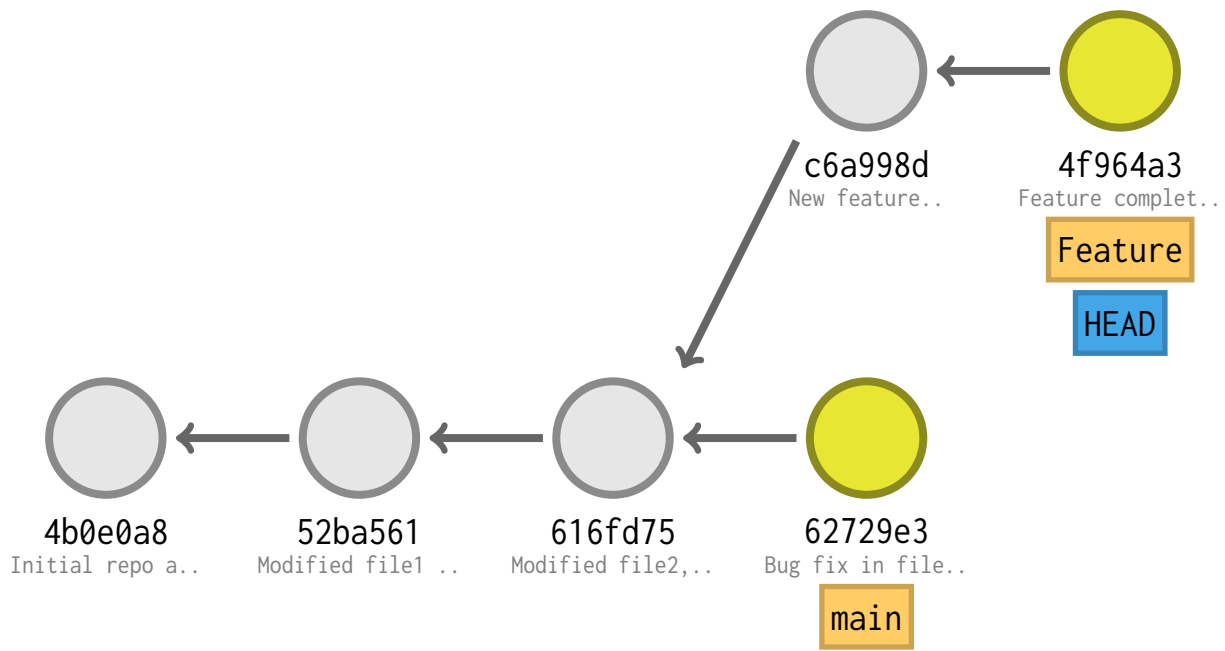 c6a998d
New feature..
4f964a3
Feature complet..
Feature
HEAD
4b0e0a8
Initial repo a..
52ba561
Modified file1 ..
616fd75
Modified file2,..
62729e3
Bug fix in file..
main